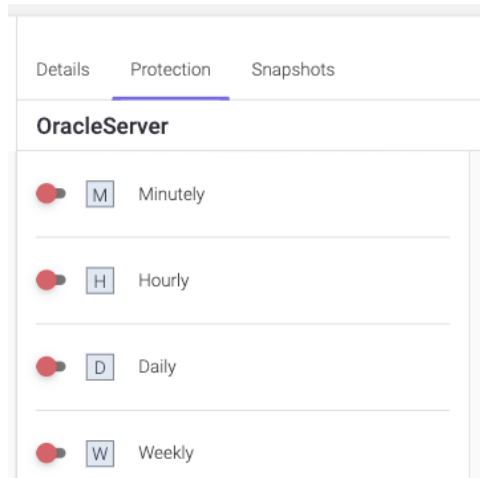 Details Protection Snapshots
OracleServer
M Minutely
H Hourly
D Daily
W Weekly